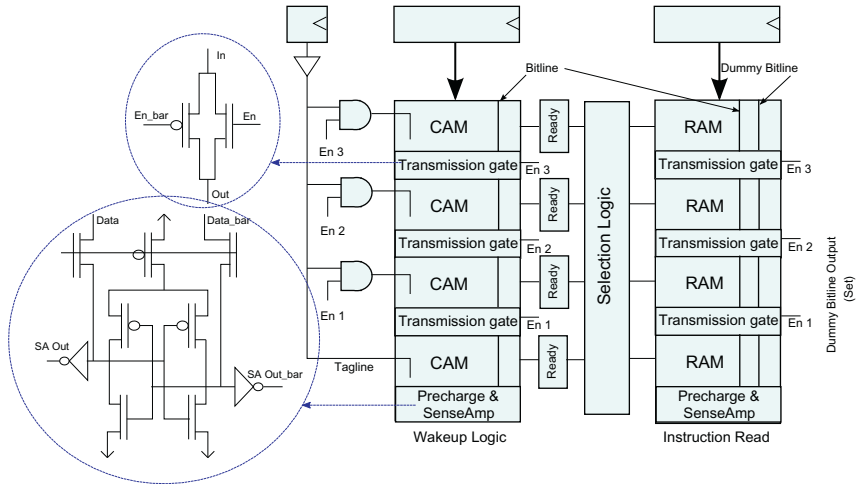 In
En_bar
En
Out
Data
Data_bar
SA Out
SA Out_bar
En 3
En 2
En 1
Tagline
Bitline
Dummy Bitline
CAM
Transmission gate
En 3
CAM
Transmission gate
En 2
CAM
Transmission gate
En 1
CAM
Precharge &
SenseAmp
Wakeup Logic
Ready
Ready
Ready
Ready
Selection Logic
RAM
Transmission gate
En 3
RAM
Transmission gate
En 2
RAM
Transmission gate
En 1
RAM
Precharge &
SenseAmp
Instruction Read
Dummy Bitline Output
(Set)